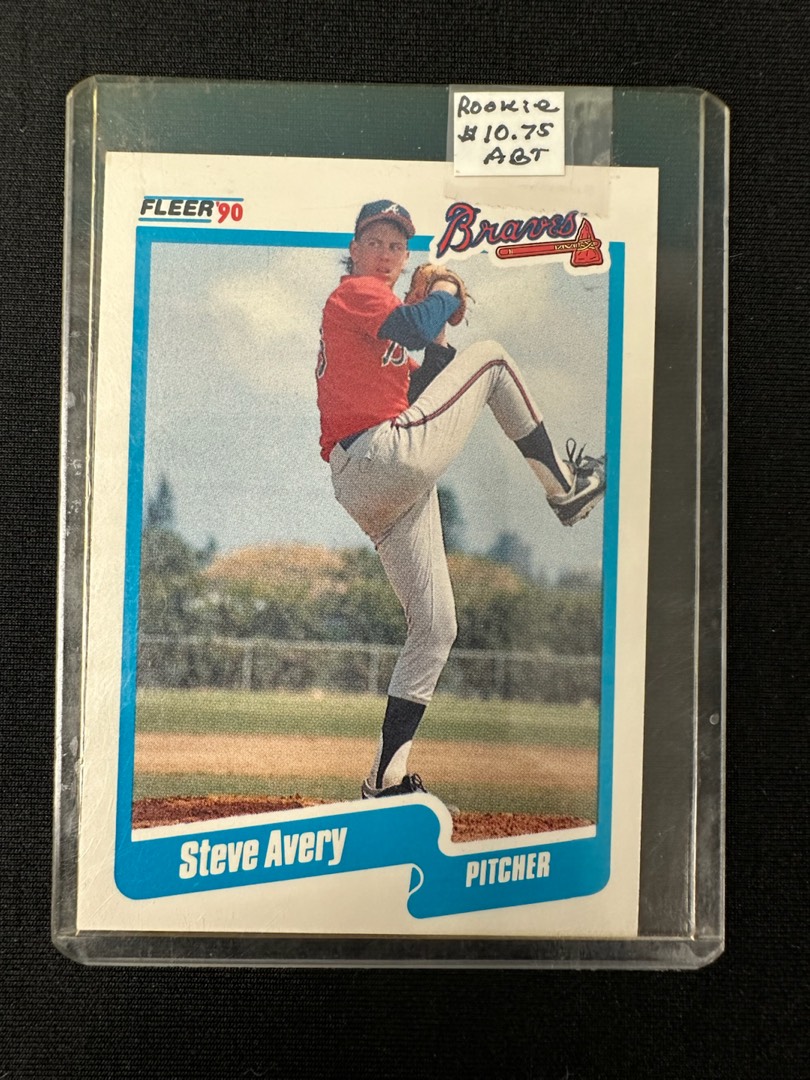 Rookie
$10.75
ABT
FLEER '90
Braves
A
Steve Avery
PITCHER